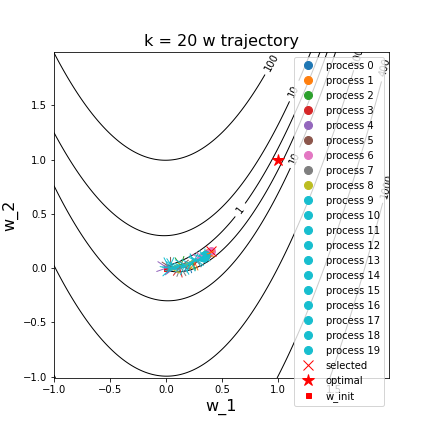 k = 20 w trajectory
100
10
1
10
1.5
1.0
0.5
0.0
−0.5
−1.0
w_2
−1.0
−0.5
0.0
0.5
1.0
w_1
process 0
process 1
process 2
process 3
process 4
process 5
process 6
process 7
process 8
process 9
process 10
process 11
process 12
process 13
process 14
process 15
process 16
process 17
process 18
process 19
selected
optimal
w_init